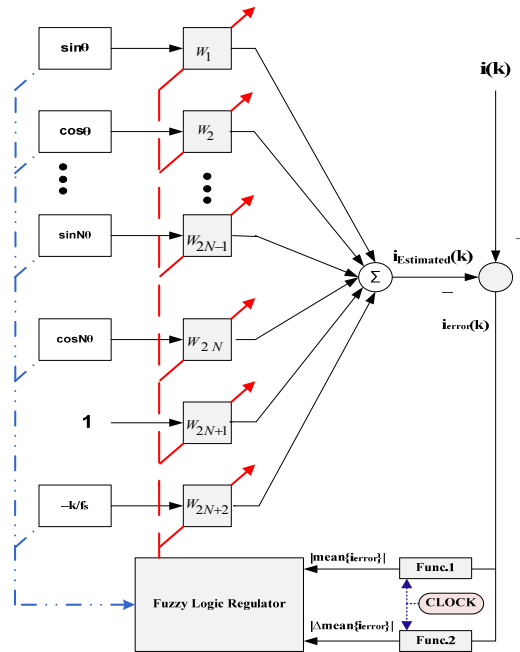 sinθ
W1
i(k)
cosθ
W2
sinNθ
W2N−1
iEstimated(k)
Σ
−
−
ierror(k)
cosNθ
W2N
1
W2N+1
−k/fs
W2N+2
|mean{ierror}|
Func.1
Fuzzy Logic Regulator
CLOCK
|Δmean{ierror}|
Func.2